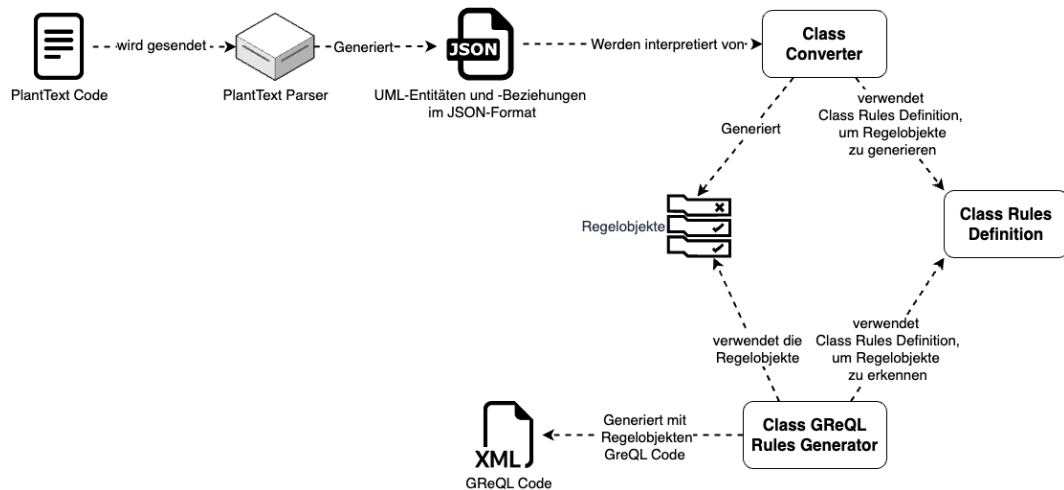 wird gesendet
Generiert
JSON
Werden interpretiert von
Class
Converter
PlantText Code
PlantText Parser
UML-Entitäten und -Beziehungen
im JSON-Format
verwendet
Class Rules Definition,
um Regelobjekte
zu generieren
Generiert
Regelobjekte
Class Rules
Definition
verwendet die
Regelobjekte
verwendet
Class Rules Definition,
um Regelobjekte
zu erkennen
Class GReQL
Rules Generator
Generiert mit
Regelobjekten
GreQL Code
XML
GReQL Code